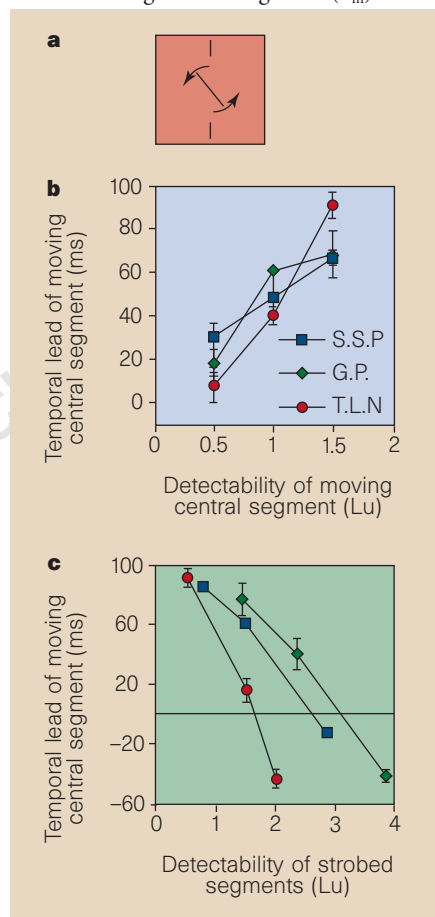 a
b
100
80
60
40
20
0
Temporal lead of moving
central segment (ms)
S.S.P
G.P.
T.L.N
0 0.5 1 1.5 2
Detectability of moving
central segment (Lu)
c
100
60
20
−20
−60
Temporal lead of moving
central segment (ms)
0 1 2 3 4
Detectability of strobed
segments (Lu)